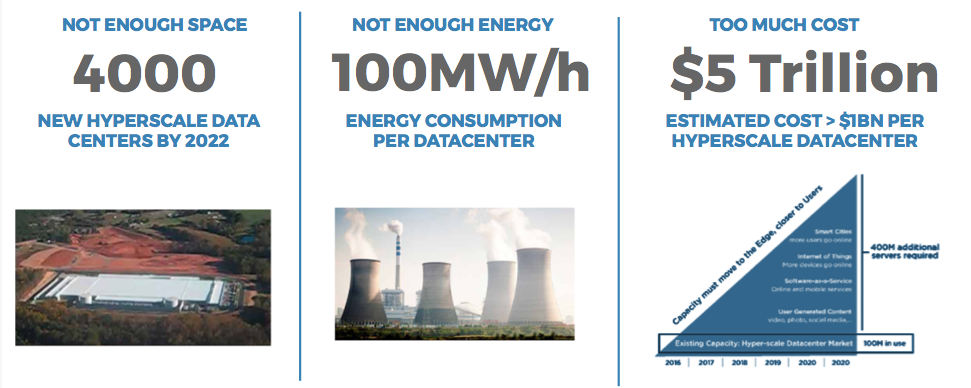 NOT ENOUGH SPACE
4000
NEW HYPERSCALE DATA
CENTERS BY 2022
NOT ENOUGH ENERGY
100MW/h
ENERGY CONSUMPTION
PER DATACENTER
TOO MUCH COST
$5 Trillion
ESTIMATED COST > $1BN PER
HYPERSCALE DATACENTER
Capacity must move to the Edge, closer to Users
Smart Cities
more users go online
Internet of Things
More devices go online
Software-as-a-Service
Online and mobile services
User Generated Content
video, photo, social media,...
400M additional
servers required
Existing Capacity: Hyper-scale Datacenter Market
100M in use
2016 | 2017 | 2018 | 2019 | 2020 | 2020